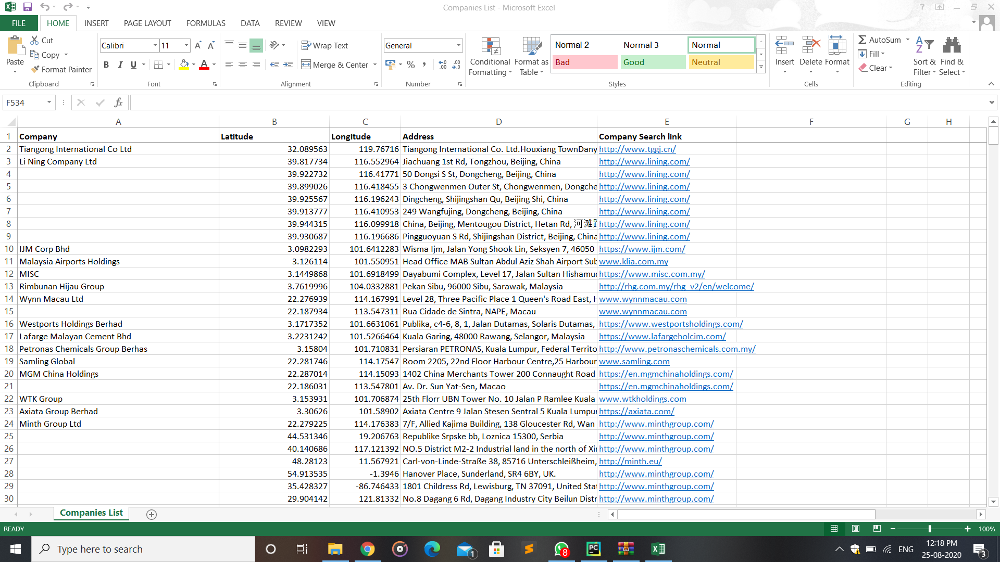 Companies List - Microsoft Excel
FILE HOME INSERT PAGE LAYOUT FORMULAS DATA REVIEW VIEW
Paste Cut Copy Format Painter Clipboard
Calibri 11 B I U A Font
Wrap Text Merge & Center Alignment
General % , Number
Conditional Formatting Format as Table
Normal 2 Normal 3 Normal
Bad Good Neutral
Styles
Insert Delete Format Cells
AutoSum Fill Clear Sort & Filter Find & Select Editing
F534 fx
A B C D E F G H
1 Company Latitude Longitude Address Company Search link
2 Tiangong International Co Ltd 32.089563 119.76716 Tiangong International Co. Ltd.Houxiang TownDany http://www.tggj.cn/
3 Li Ning Company Ltd 39.817734 116.552964 Jiachuang 1st Rd, Tongzhou, Beijing, China http://www.lining.com/
4 39.922732 116.41771 50 Dongsi S St, Dongcheng, Beijing, China http://www.lining.com/
5 39.899026 116.418455 3 Chongwenmen Outer St, Chongwenmen, Dongche http://www.lining.com/
6 39.925567 116.196243 Dingcheng, Shijingshan Qu, Beijing Shi, China http://www.lining.com/
7 39.913777 116.410953 249 Wangfujing, Dongcheng, Beijing, China http://www.lining.com/
8 39.944315 116.099918 China, Beijing, Mentougou District, Hetan Rd, 河滩 http://www.lining.com/
9 39.930687 116.196686 Pingguoyuan S Rd, Shijingshan District, Beijing, China http://www.lining.com/
10 IJM Corp Bhd 3.0982293 101.6412283 Wisma Ijm, Jalan Yong Shook Lin, Seksyen 7, 46050 https://www.ijm.com/
11 Malaysia Airports Holdings 3.126114 101.550951 Head Office MAB Sultan Abdul Aziz Shah Airport Sub www.klia.com.my
12 MISC 3.1449868 101.6918499 Dayabumi Complex, Level 17, Jalan Sultan Hishamud https://www.misc.com.my/
13 Rimbunan Hijau Group 3.7619996 104.0332881 Pekan Sibu, 96000 Sibu, Sarawak, Malaysia http://rhg.com.my/rhg_v2/en/welcome/
14 Wynn Macau Ltd 22.276939 114.167991 Level 28, Three Pacific Place 1 Queen's Road East, H www.wynnmacau.com
15 22.187934 113.547311 Rua Cidade de Sintra, NAPE, Macau www.wynnmacau.com
16 Westports Holdings Berhad 3.1717352 101.6631061 Publika, c4-6, 8, 1, Jalan Dutamas, Solaris Dutamas, https://www.westportsholdings.com/
17 Lafarge Malayan Cement Bhd 3.2231242 101.5266464 Kuala Garing, 48000 Rawang, Selangor, Malaysia https://www.lafargeholcim.com/
18 Petronas Chemicals Group Berhas 3.15804 101.710831 Persiaran PETRONAS, Kuala Lumpur, Federal Territo http://www.petronaschemicals.com.my/
19 Samling Global 22.281746 114.17547 Room 2205, 22nd Floor Harbour Centre,25 Harbour www.samling.com
20 MGM China Holdings 22.287014 114.15093 1402 China Merchants Tower 200 Connaught Road https://en.mgmchinaholdings.com/
21 22.186031 113.547801 Av. Dr. Sun Yat-Sen, Macao https://en.mgmchinaholdings.com/
22 WTK Group 3.153931 101.706874 25th Florr UBN Tower No. 10 Jalan P Ramlee Kuala www.wtkholdings.com
23 Axiata Group Berhad 3.30626 101.58902 Axiata Centre 9 Jalan Stesen Sentral 5 Kuala Lumpur https://axiata.com/
24 Minth Group Ltd 22.279225 114.176383 7/F, Allied Kajima Building, 138 Gloucester Rd, Wan http://www.minthgroup.com/
25 44.531346 19.206763 Republike Srpske bb, Loznica 15300, Serbia http://www.minthgroup.com/
26 40.140686 117.121392 NO.5 District M2-2 Industrial land in the north of Xi http://www.minthgroup.com/
27 48.28123 11.567921 Carl-von-Linde-Straße 38, 85716 Unterschleißheim, http://minth.eu/
28 54.913535 -1.3946 Hanover Place, Sunderland, SR4 6BY, UK. http://www.minthgroup.com/
29 35.428327 -86.746433 1801 Childress Rd, Lewisburg, TN 37091, United Stat http://www.minthgroup.com/
30 29.904142 121.81332 No.8 Dagang 6 Rd, Dagang Industry City Beilun Distr http://www.minthgroup.com/
Companies List
READY 100%
Type here to search 1 8 ENG 12:18 PM 25-08-2020 3